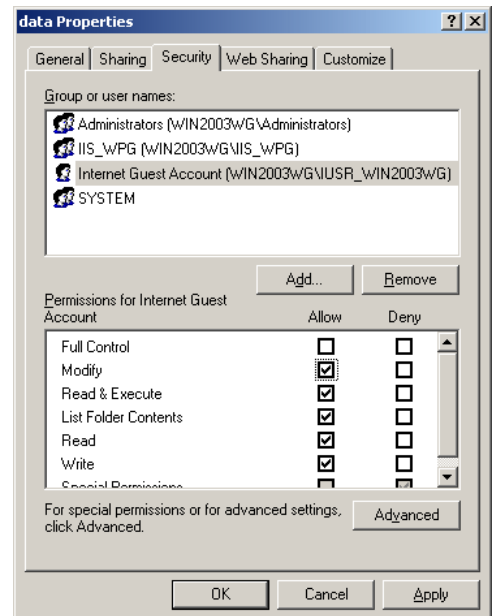 data Properties
General Sharing Security Web Sharing Customize
Group or user names:
Administrators (WIN2003WG\Administrators)
IIS_WPG (WIN2003WG\IIS_WPG)
Internet Guest Account (WIN2003WG\IUSR_WIN2003WG)
SYSTEM
Add... Remove
Permissions for Internet Guest
Account Allow Deny
Full Control
Modify
Read & Execute
List Folder Contents
Read
Write
Special Permissions
For special permissions or for advanced settings,
click Advanced.
Advanced
OK Cancel Apply